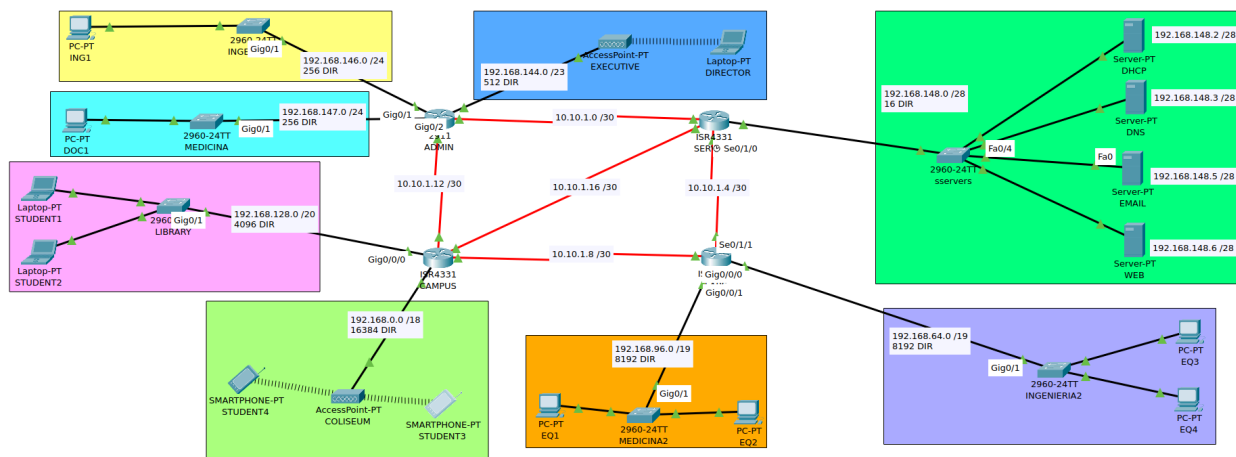 PC-PT
ING1
2960-24TT
Gig0/1
192.168.146.0 /24
256 DIR
PC-PT
DOC1
2960-24TT
MEDICINA
Gig0/1
192.168.147.0 /24
256 DIR
Laptop-PT
STUDENT1
Laptop-PT
STUDENT2
Gig0/1
LIBRARY
192.168.128.0 /20
4096 DIR
AccessPoint-PT
EXECUTIVE
Laptop-PT
DIRECTOR
192.168.144.0 /23
512 DIR
Gig0/1
Gig0/2
ADMIN
10.10.1.0 /30
ISR4331
Se0/1/0
10.10.1.12 /30
10.10.1.16 /30
10.10.1.4 /30
Gig0/0/0
ISR4331
CAMPUS
10.10.1.8 /30
Se0/1/1
Gig0/0/0
Gig0/0/1
192.168.148.0 /28
16 DIR
2960-24TT
sservers
Fa0/4
Fa0
192.168.148.2 /28
Server-PT
DHCP
192.168.148.3 /28
Server-PT
DNS
192.168.148.5 /28
Server-PT
EMAIL
192.168.148.6 /28
Server-PT
WEB
192.168.0.0 /18
16384 DIR
SMARTPHONE-PT
STUDENT4
AccessPoint-PT
COLISEUM
SMARTPHONE-PT
STUDENT3
192.168.96.0 /19
8192 DIR
Gig0/1
PC-PT
EQ1
2960-24TT
MEDICINA2
PC-PT
EQ2
192.168.64.0 /19
8192 DIR
Gig0/1
2960-24TT
INGENIERIA2
PC-PT
EQ3
PC-PT
EQ4